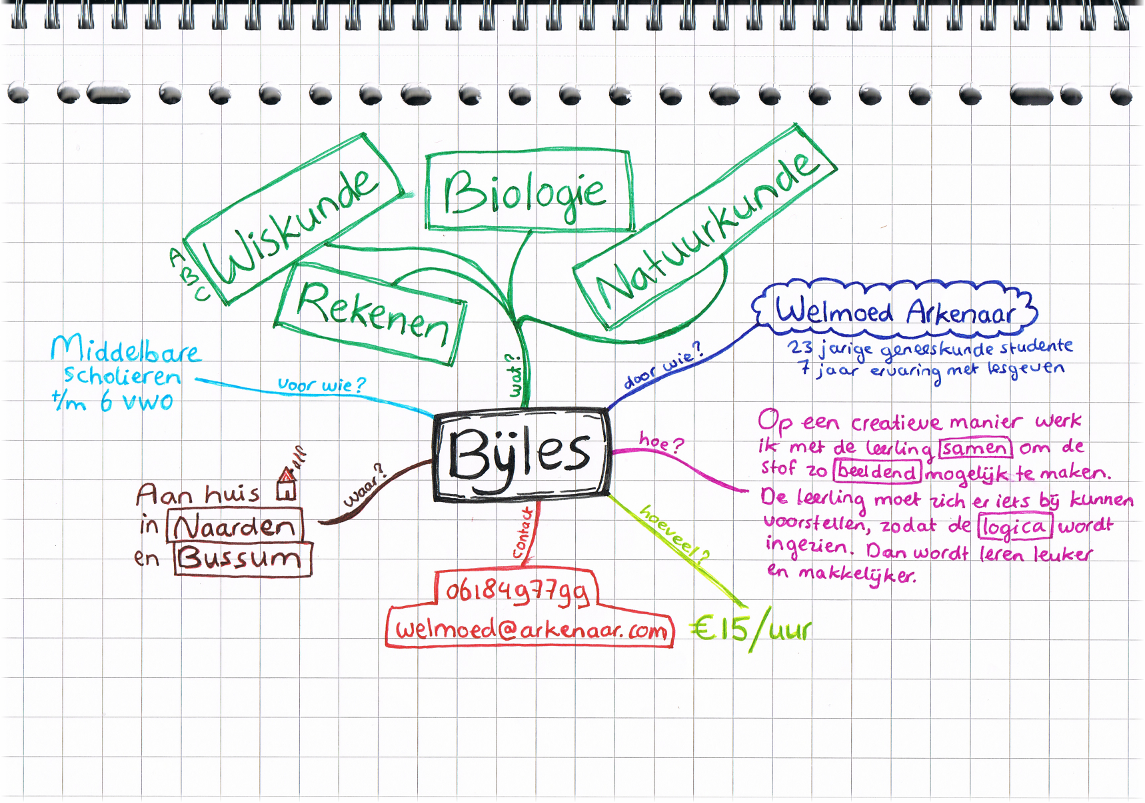 Wiskunde
A
B
C
Biologie
Natuurkunde
Rekenen
wat?
Welmoed Arkenaar
23 jarige geneeskunde studente
7 jaar ervaring met lesgeven
door wie?
Middelbare
scholieren
t/m 6 VWO
voor wie?
Bijles
hoe?
Op een creatieve manier werk
ik met de leerling samen om de
stof zo beeldend mogelijk te maken.
De leerling moet zich er iets bij kunnen
voorstellen, zodat de logica wordt
ingezien. Dan wordt leren leuker
en makkelijker.
waar?
Aan huis
in Naarden
en Bussum
contact
0618497799
welmoed@arkenaar.com
hoeveel?
€15/uur